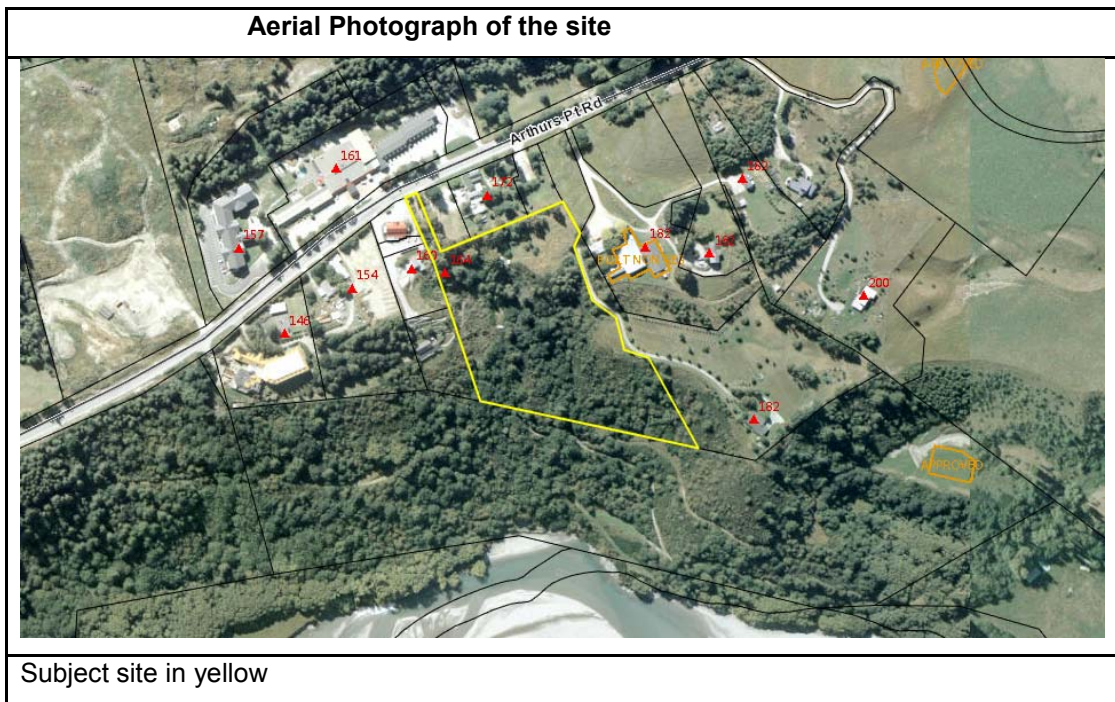 Aerial Photograph of the site
Arthurs Pt Rd
161
172
182
157
154
146
200
182
APPROVED
Subject site in yellow